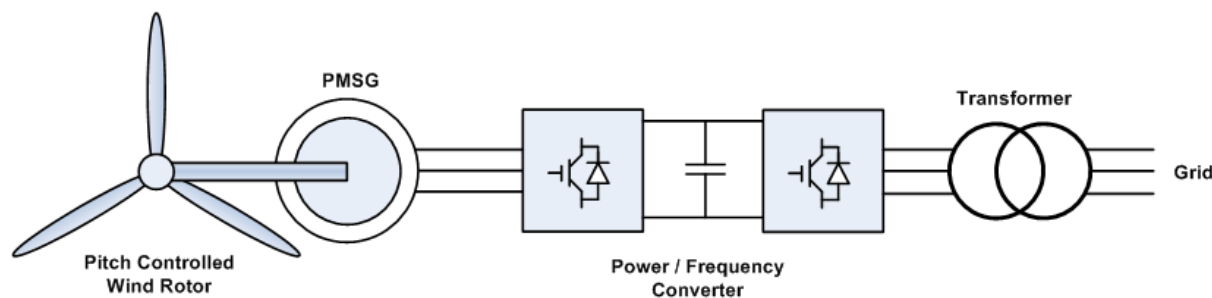 PMSG
Transformer
Grid
Pitch Controlled
Wind Rotor
Power / Frequency
Converter